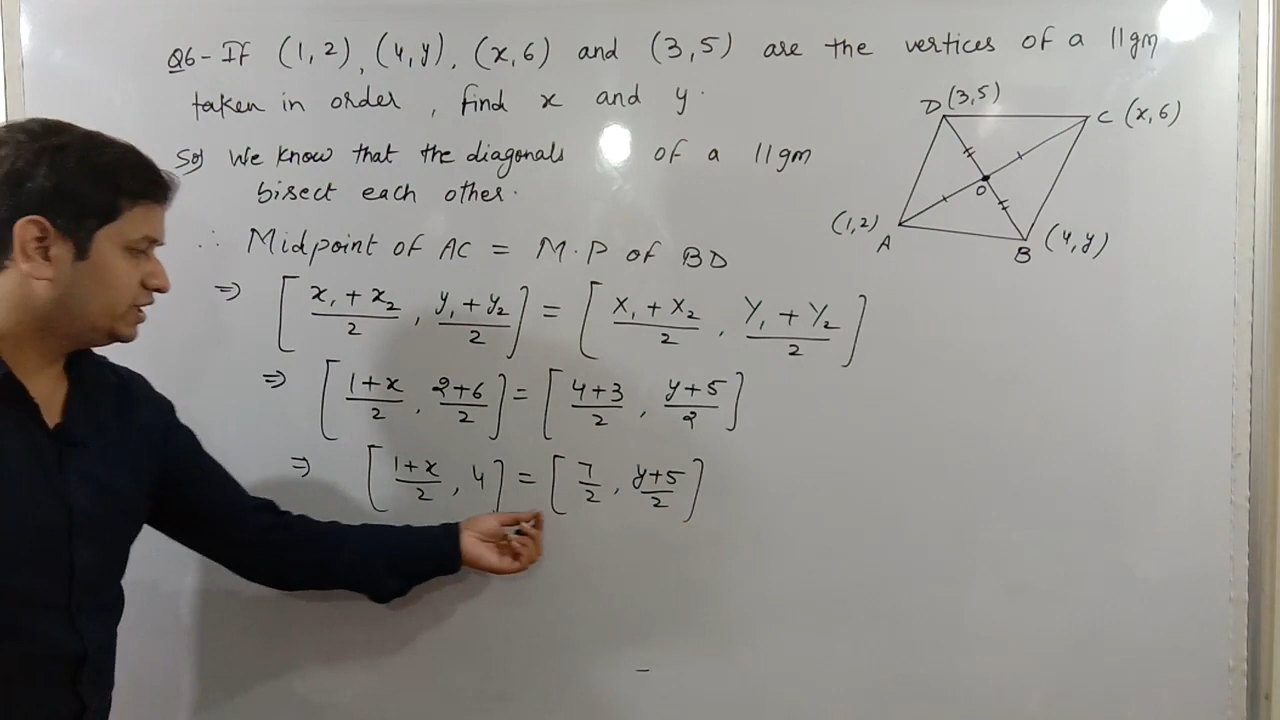 Q6- If (1,2), (4,y), (x,6) and (3,5) are the vertices of a ||gm
taken in order, find x and y.
Sol We know that the diagonals of a ||gm
bisect each other.
∴ Midpoint of AC = M.P of BD
⇒ [x₁+x₂/2, y₁+y₂/2] = [X₁+X₂/2, Y₁+Y₂/2]
⇒ [1+x/2, 2+6/2] = [4+3/2, y+5/2]
⇒ [1+x/2, 4] = [7/2, y+5/2]
D (3,5)
C (x,6)
O
(1,2) A
B (4,y)